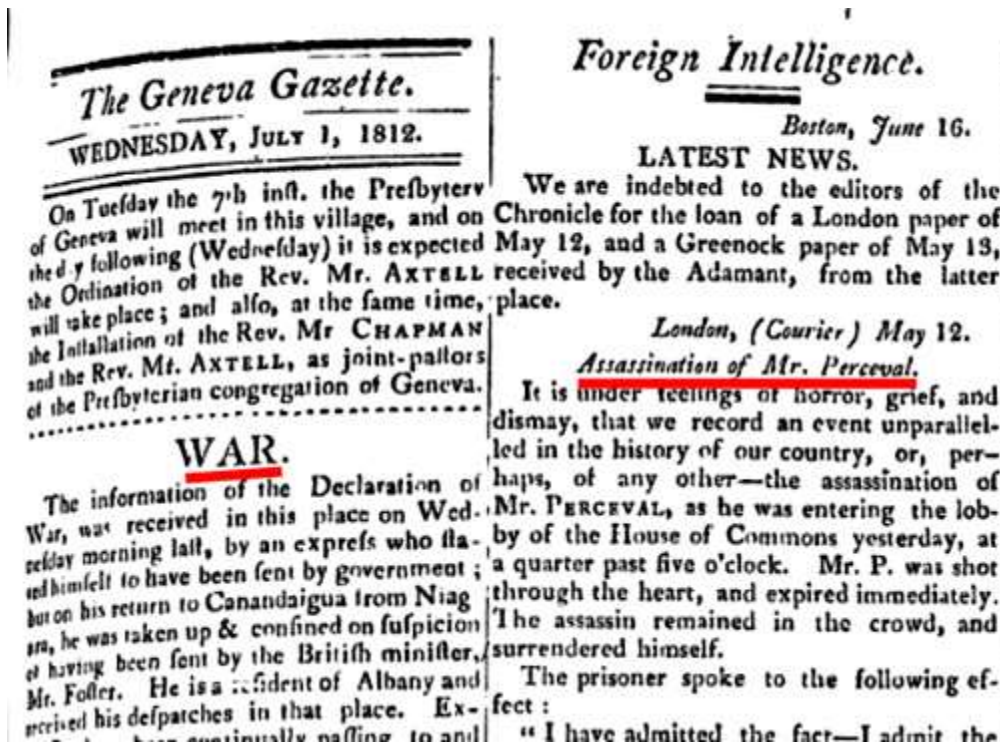 The Geneva Gazette.
WEDNESDAY, JULY 1, 1812.
On Tueſday the 7th inſt. the Preſbytery
of Geneva will meet in this village, and on
the d y following (Wedneſday) it is expected
the Ordination of the Rev. Mr. AXTELL
will take place; and alſo, at the ſame time,
the Inſtallation of the Rev. Mr CHAPMAN
and the Rev. Mr. AXTELL, as joint-paſtors
of the Preſbyterian congregation of Geneva.
WAR.
The information of the Declaration of
War, was received in this place on Wed-
neſday morning laſt, by an expreſs who ſta-
ted himſelf to have been ſent by government;
but on his return to Canandaigua from Niag
ara, he was taken up & confined on ſuſpicion
of having been ſent by the Britiſh miniſter,
Mr. Foſter. He is a reſident of Albany and
received his deſpatches in that place. Ex-
been continually paſſing to and
Foreign Intelligence.
Boston, June 16.
LATEST NEWS.
We are indebted to the editors of the
Chronicle for the loan of a London paper of
May 12, and a Greenock paper of May 13,
received by the Adamant, from the latter
place.
London, (Courier) May 12.
Assassination of Mr. Perceval.
It is under feelings of horror, grief, and
dismay, that we record an event unparallel-
led in the history of our country, or, per-
haps, of any other—the assassination of
Mr. PERCEVAL, as he was entering the lob-
by of the House of Commons yesterday, at
a quarter past five o'clock. Mr. P. was shot
through the heart, and expired immediately.
The assassin remained in the crowd, and
surrendered himself.
The prisoner spoke to the following ef-
fect:
"I have admitted the fact—I admit the